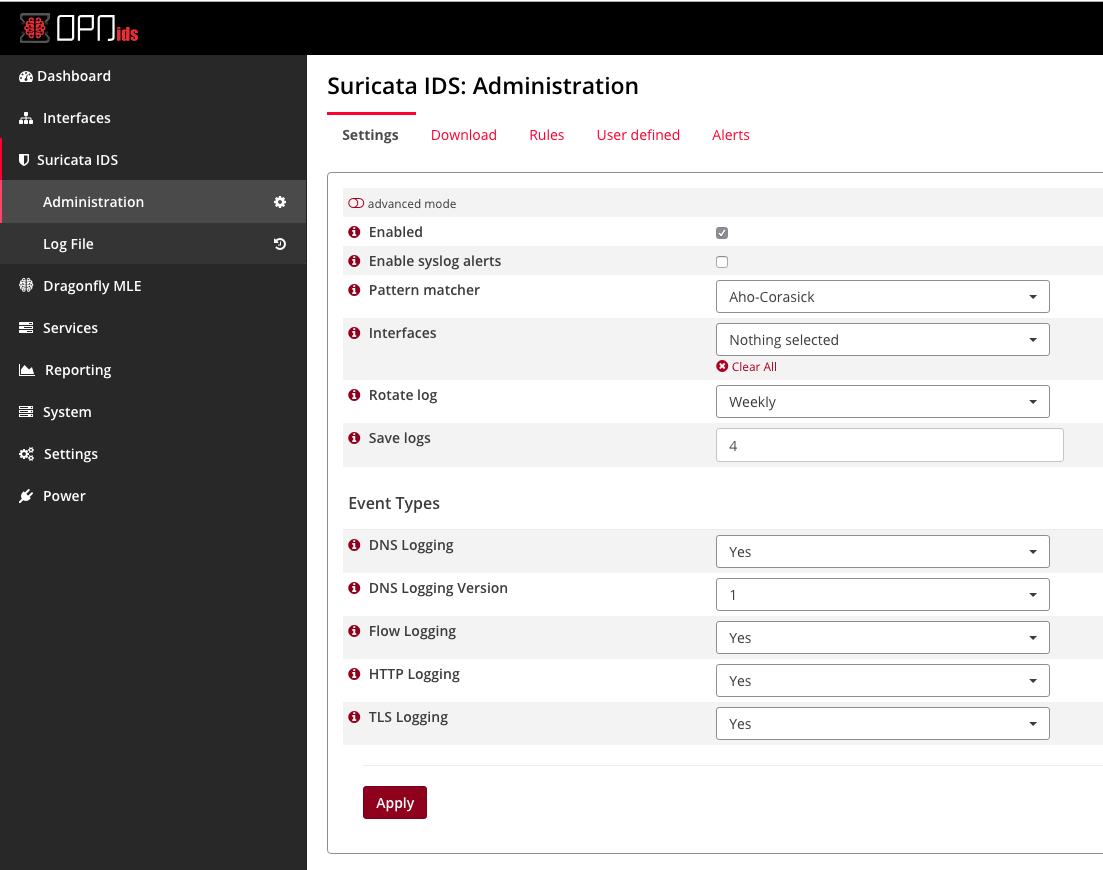 OPNids
Dashboard
Interfaces
Suricata IDS
Administration
Log File
Dragonfly MLE
Services
Reporting
System
Settings
Power
Suricata IDS: Administration
Settings Download Rules User defined Alerts
advanced mode
Enabled
Enable syslog alerts
Pattern matcher Aho-Corasick
Interfaces Nothing selected
Clear All
Rotate log Weekly
Save logs 4
Event Types
DNS Logging Yes
DNS Logging Version 1
Flow Logging Yes
HTTP Logging Yes
TLS Logging Yes
Apply